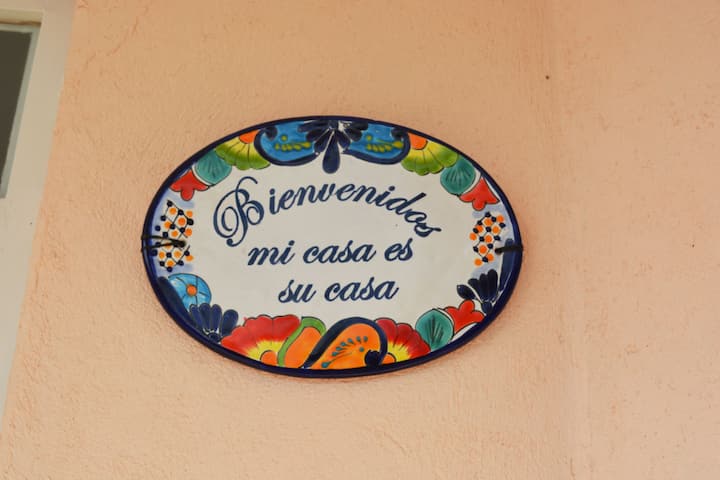 Bienvenidos
mi casa es
su casa